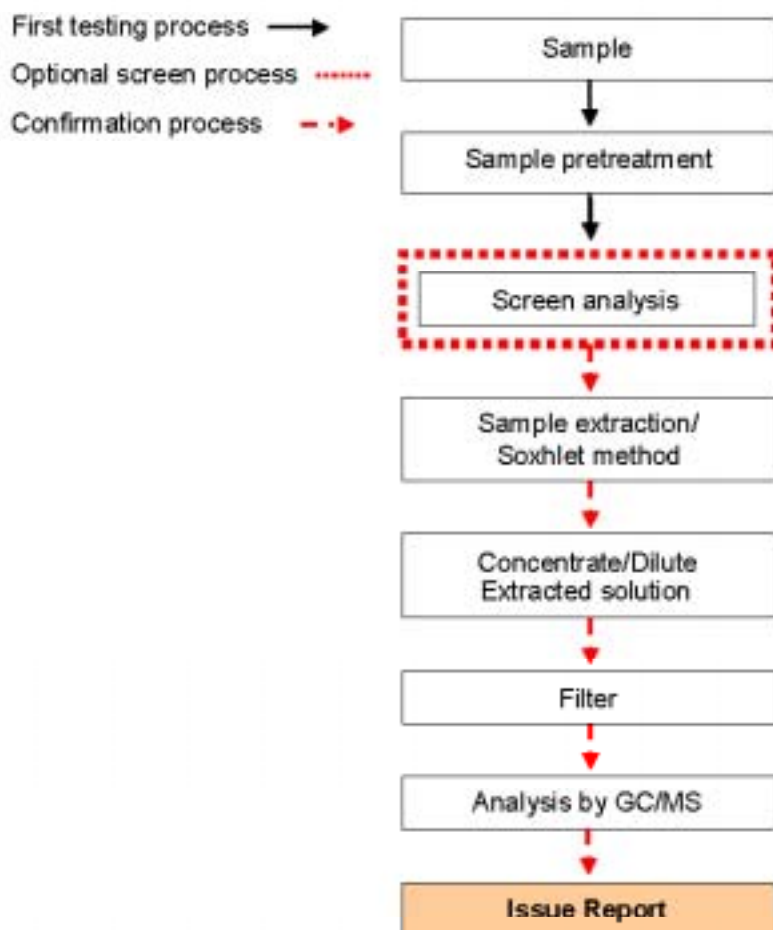 First testing process
Optional screen process
Confirmation process
Sample
Sample pretreatment
Screen analysis
Sample extraction/
Soxhlet method
Concentrate/Dilute
Extracted solution
Filter
Analysis by GC/MS
Issue Report